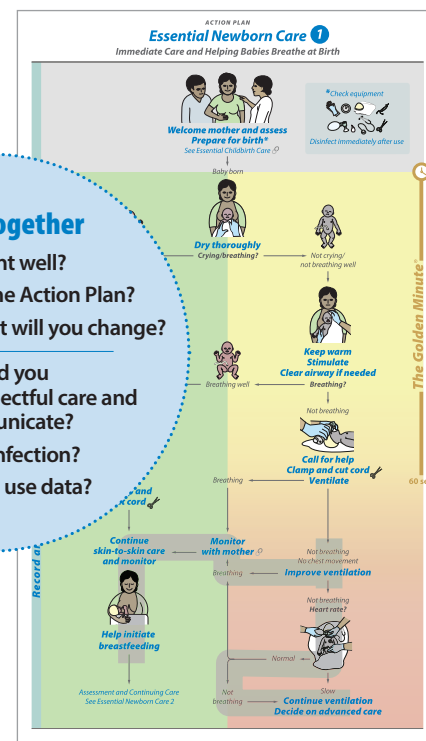 ACTION PLAN
Essential Newborn Care 1
Immediate Care and Helping Babies Breathe at Birth
*Check equipment
Disinfect immediately after use
Welcome mother and assess
Prepare for birth*
See Essential Childbirth Care
Baby born
Dry thoroughly
Crying/breathing?
Not crying/
not breathing well
The Golden Minute®
Keep warm
Stimulate
Clear airway if needed
Breathing?
Breathing well
Not breathing
Call for help
Clamp and cut cord
Ventilate
Breathing
60 se
ogether
nt well?
ne Action Plan?
t will you change?
d you
ectful care and
unicate?
nfection?
use data?
and
cord
Continue
skin-to-skin care
and monitor
Monitor
with mother
Not breathing
No chest movement
Breathing
Improve ventilation
Record a
Not breathing
Heart rate?
Help initiate
breastfeeding
Normal
Slow
Assessment and Continuing Care
See Essential Newborn Care 2
Not
breathing
Continue ventilation
Decide on advanced care